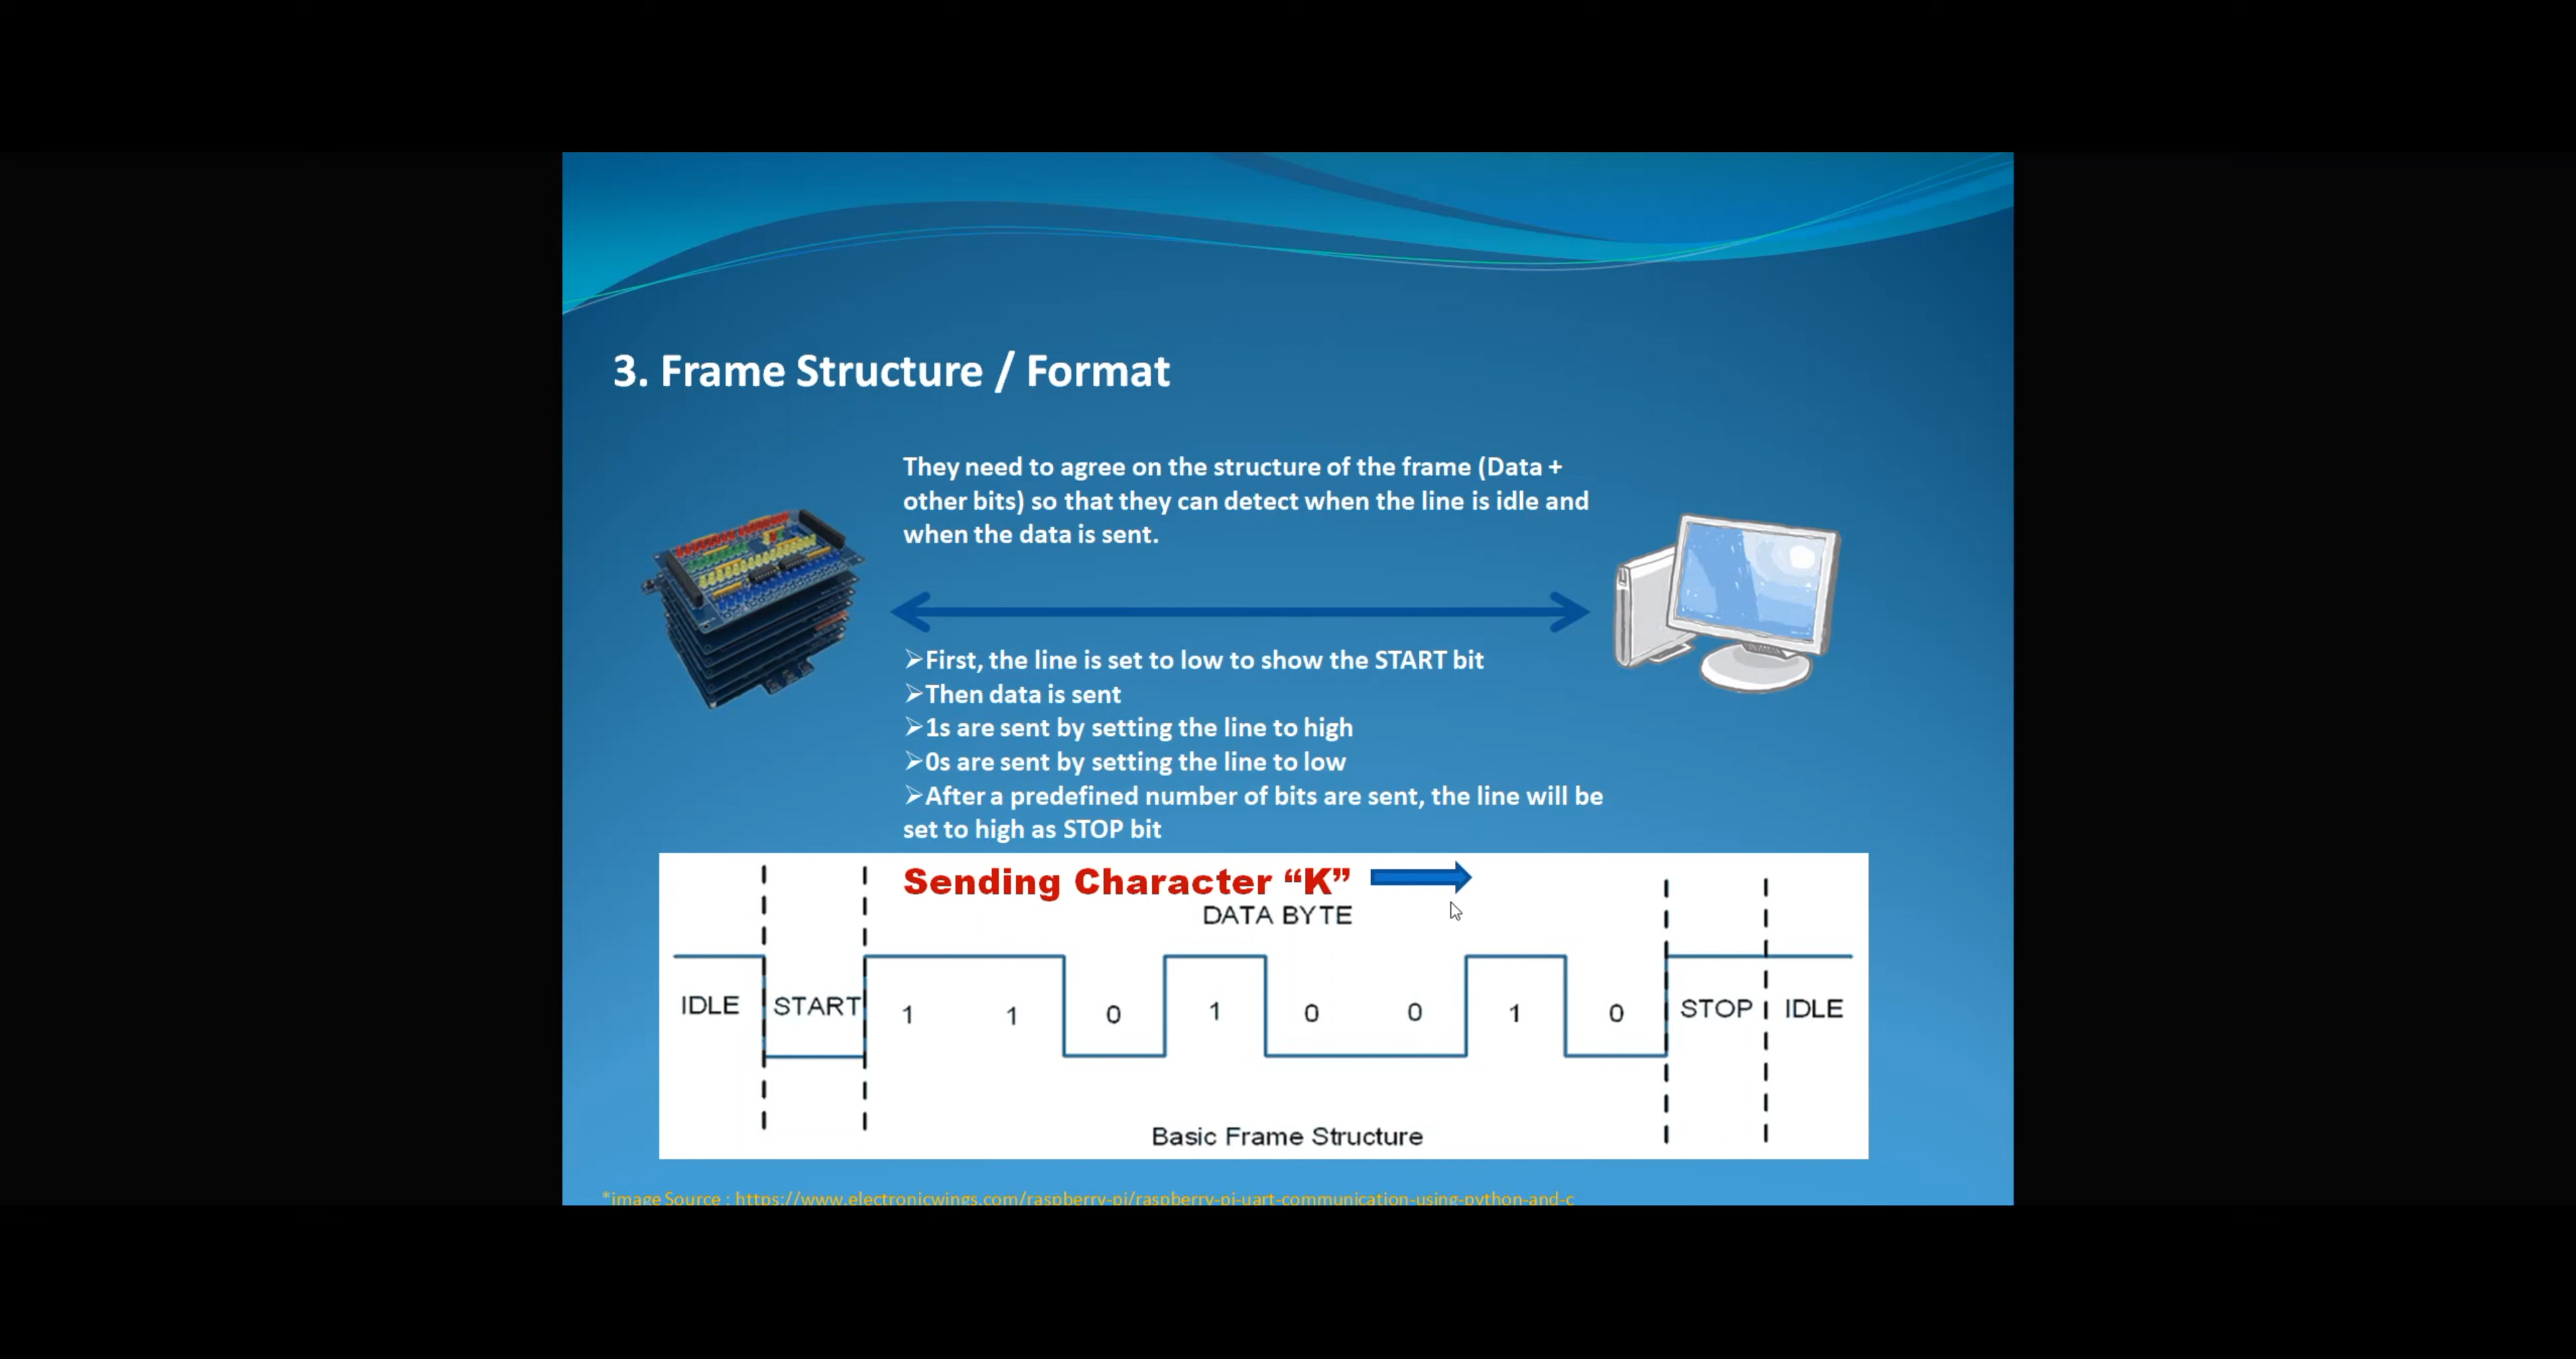 3. Frame Structure / Format
They need to agree on the structure of the frame (Data +
other bits) so that they can detect when the line is idle and
when the data is sent.
➢First, the line is set to low to show the START bit
➢Then data is sent
➢1s are sent by setting the line to high
➢0s are sent by setting the line to low
➢After a predefined number of bits are sent, the line will be
set to high as STOP bit
Sending Character “K”
DATA BYTE
IDLE START 1 1 0 1 0 0 1 0 STOP IDLE
Basic Frame Structure
*image Source : https://www.electronicwings.com/raspberry-pi/raspberry-pi-uart-communication-using-python-and-c